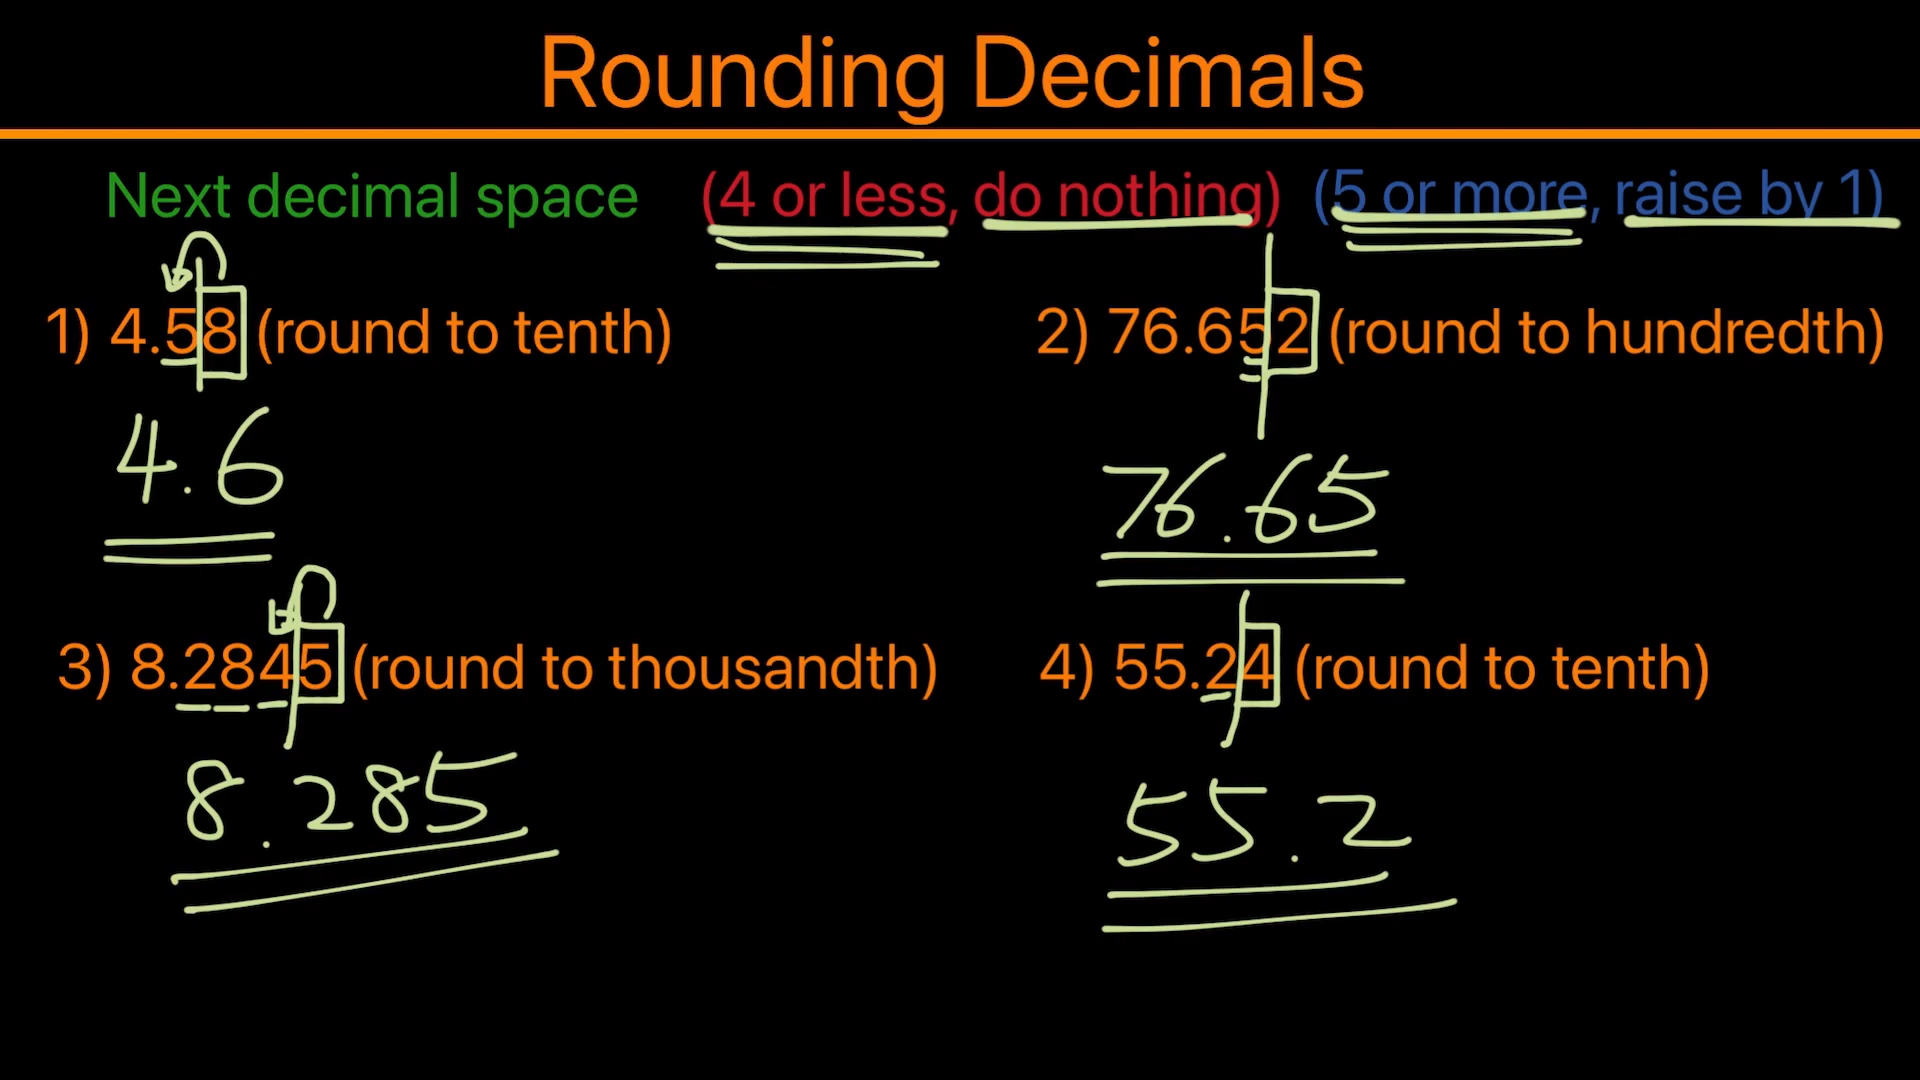 Rounding Decimals
Next decimal space (4 or less, do nothing) (5 or more, raise by 1)
1) 4.58 (round to tenth)
2) 76.652 (round to hundredth)
4.6
76.65
3) 8.2845 (round to thousandth)
4) 55.24 (round to tenth)
8.285
55.2